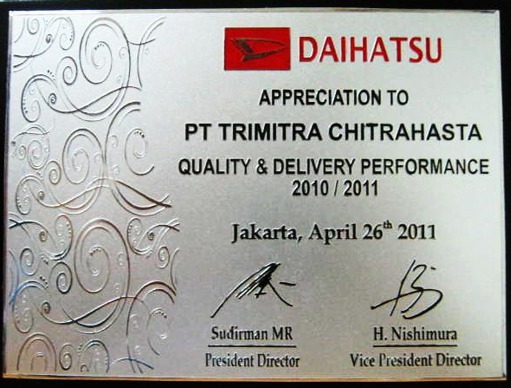 DAIHATSU
APPRECIATION TO
PT TRIMITRA CHITRAHASTA
QUALITY & DELIVERY PERFORMANCE
2010 / 2011
Jakarta, April 26th 2011
Sudirman MR H. Nishimura
President Director Vice President Director